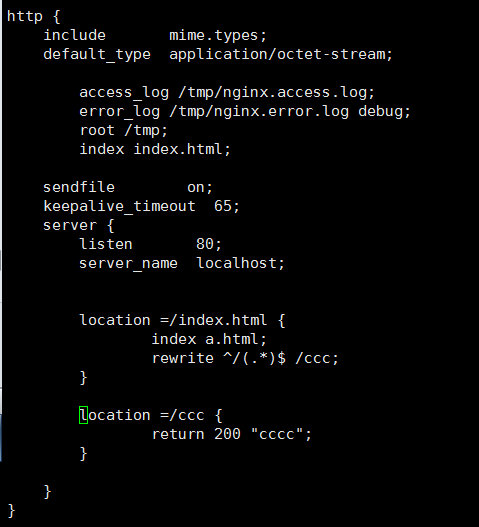 http {
    include       mime.types;
    default_type  application/octet-stream;
        access_log /tmp/nginx.access.log;
        error_log /tmp/nginx.error.log debug;
        root /tmp;
        index index.html;
    sendfile        on;
    keepalive_timeout  65;
    server {
        listen       80;
        server_name  localhost;
        location =/index.html {
                index a.html;
                rewrite ^/(.*)$ /ccc;
        }
        location =/ccc {
                return 200 "cccc";
        }
    }
}